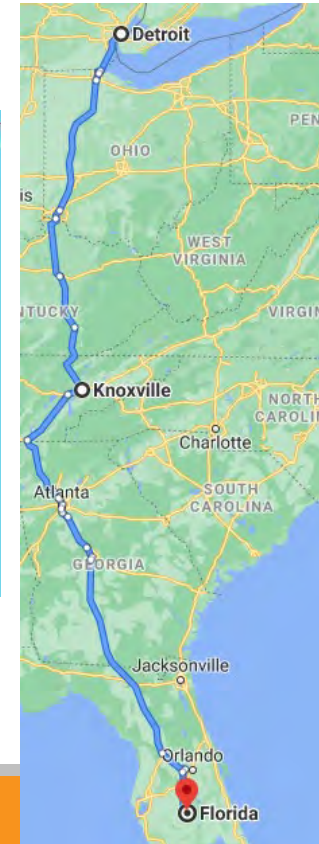 Detroit
PEN
OHIO
is
WEST
VIRGINIA
NTUCKY
VIRGIN
Knoxville
NORTH
CAROLI
Charlotte
Atlanta
SOUTH
CAROLINA
GEORGIA
Jacksonville
Orlando
Florida